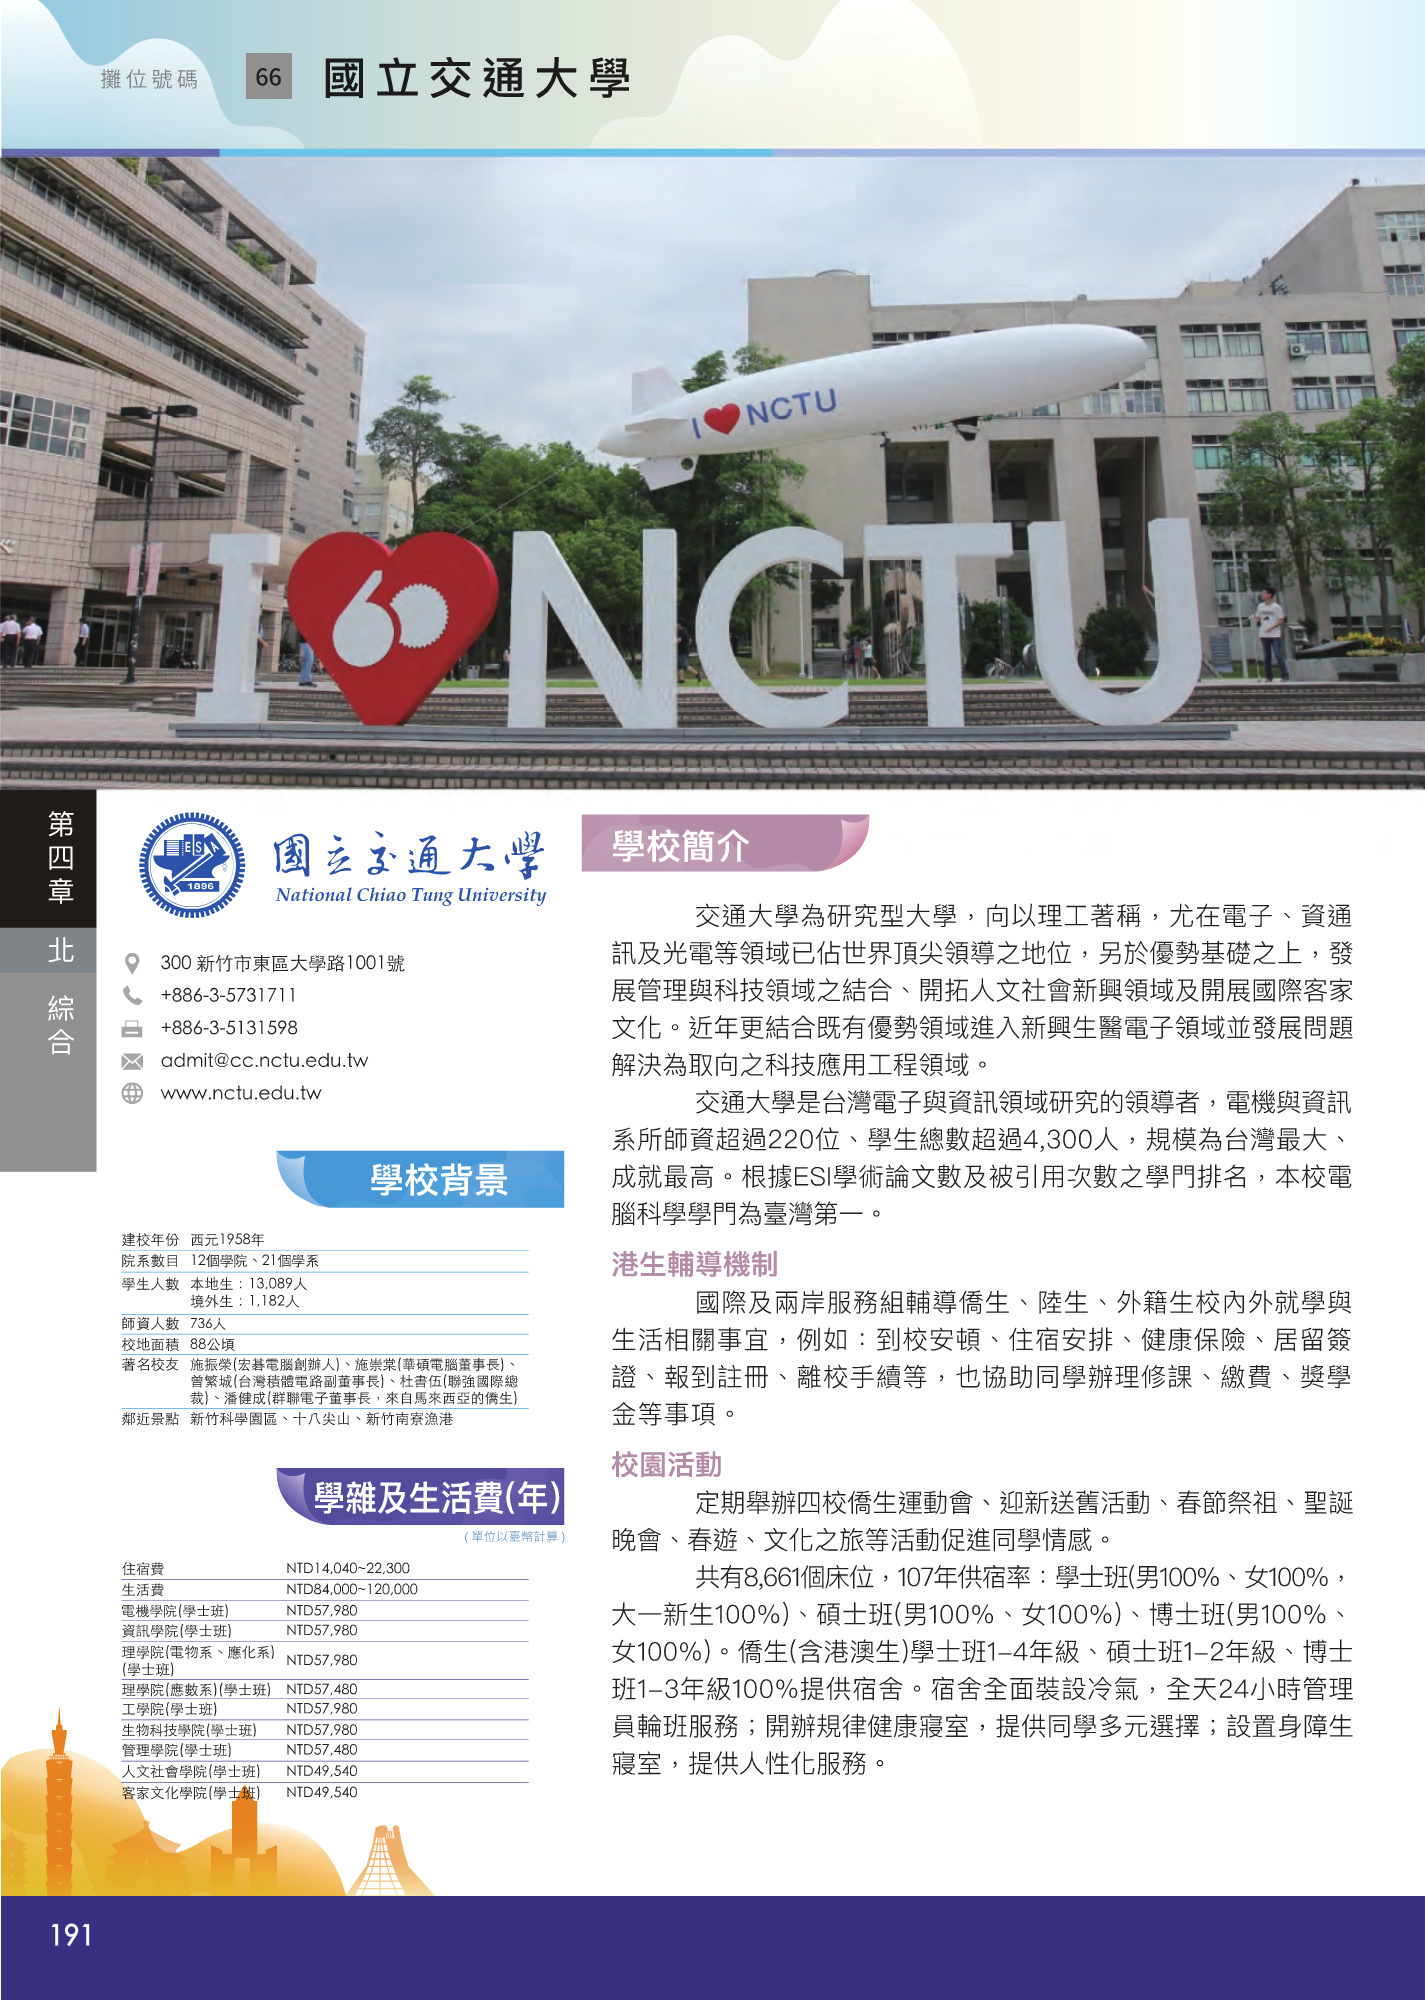 攤位號碼 66 國立交通大學
I ♥ NCTU
I 60 NCTU
第四章
北
綜合
ESI
1896
國立交通大學
National Chiao Tung University
300 新竹市東區大學路1001號
+886-3-5731711
+886-3-5131598
admit@cc.nctu.edu.tw
www.nctu.edu.tw
學校背景
建校年份 西元1958年
院系數目 12個學院、21個學系
學生人數 本地生：13,089人
境外生：1,182人
師資人數 736人
校地面積 88公頃
著名校友 施振榮(宏碁電腦創辦人)、施崇棠(華碩電腦董事長)、
曾繁城(台灣積體電路副董事長)、杜書伍(聯強國際總
裁)、潘健成(群聯電子董事長，來自馬來西亞的僑生)
鄰近景點 新竹科學園區、十八尖山、新竹南寮漁港
學雜及生活費(年)
(單位以臺幣計算)
住宿費 NTD14,040~22,300
生活費 NTD84,000~120,000
電機學院(學士班) NTD57,980
資訊學院(學士班) NTD57,980
理學院(電物系、應化系)
(學士班) NTD57,980
理學院(應數系)(學士班) NTD57,480
工學院(學士班) NTD57,980
生物科技學院(學士班) NTD57,980
管理學院(學士班) NTD57,480
人文社會學院(學士班) NTD49,540
客家文化學院(學士班) NTD49,540
學校簡介
交通大學為研究型大學，向以理工著稱，尤在電子、資通
訊及光電等領域已佔世界頂尖領導之地位，另於優勢基礎之上，發
展管理與科技領域之結合、開拓人文社會新興領域及開展國際客家
文化。近年更結合既有優勢領域進入新興生醫電子領域並發展問題
解決為取向之科技應用工程領域。
交通大學是台灣電子與資訊領域研究的領導者，電機與資訊
系所師資超過220位、學生總數超過4,300人，規模為台灣最大、
成就最高。根據ESI學術論文數及被引用次數之學門排名，本校電
腦科學學門為臺灣第一。
港生輔導機制
國際及兩岸服務組輔導僑生、陸生、外籍生校內外就學與
生活相關事宜，例如：到校安頓、住宿安排、健康保險、居留簽
證、報到註冊、離校手續等，也協助同學辦理修課、繳費、獎學
金等事項。
校園活動
定期舉辦四校僑生運動會、迎新送舊活動、春節祭祖、聖誕
晚會、春遊、文化之旅等活動促進同學情感。
共有8,661個床位，107年供宿率：學士班(男100%、女100%，
大一新生100%)、碩士班(男100%、女100%)、博士班(男100%、
女100%)。僑生(含港澳生)學士班1–4年級、碩士班1–2年級、博士
班1–3年級100%提供宿舍。宿舍全面裝設冷氣，全天24小時管理
員輪班服務；開辦規律健康寢室，提供同學多元選擇；設置身障生
寢室，提供人性化服務。
191